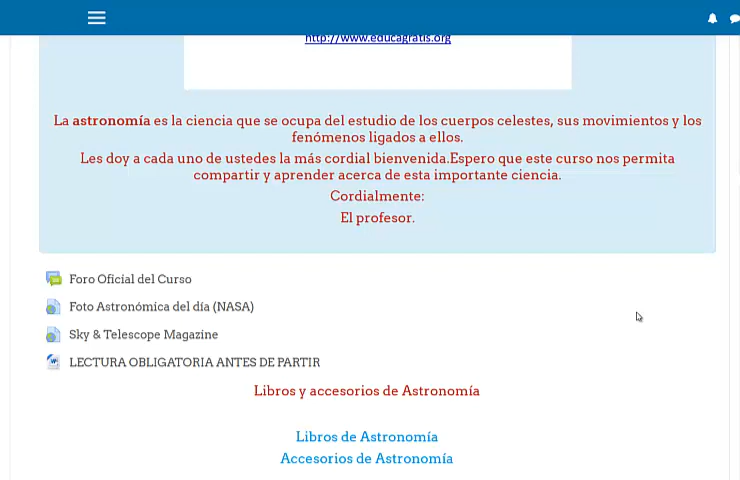 http://www.educagratis.org
La astronomía es la ciencia que se ocupa del estudio de los cuerpos celestes, sus movimientos y los
fenómenos ligados a ellos.
Les doy a cada uno de ustedes la más cordial bienvenida.Espero que este curso nos permita
compartir y aprender acerca de esta importante ciencia.
Cordialmente:
El profesor.
Foro Oficial del Curso
Foto Astronómica del día (NASA)
Sky & Telescope Magazine
LECTURA OBLIGATORIA ANTES DE PARTIR
Libros y accesorios de Astronomía
Libros de Astronomía
Accesorios de Astronomía